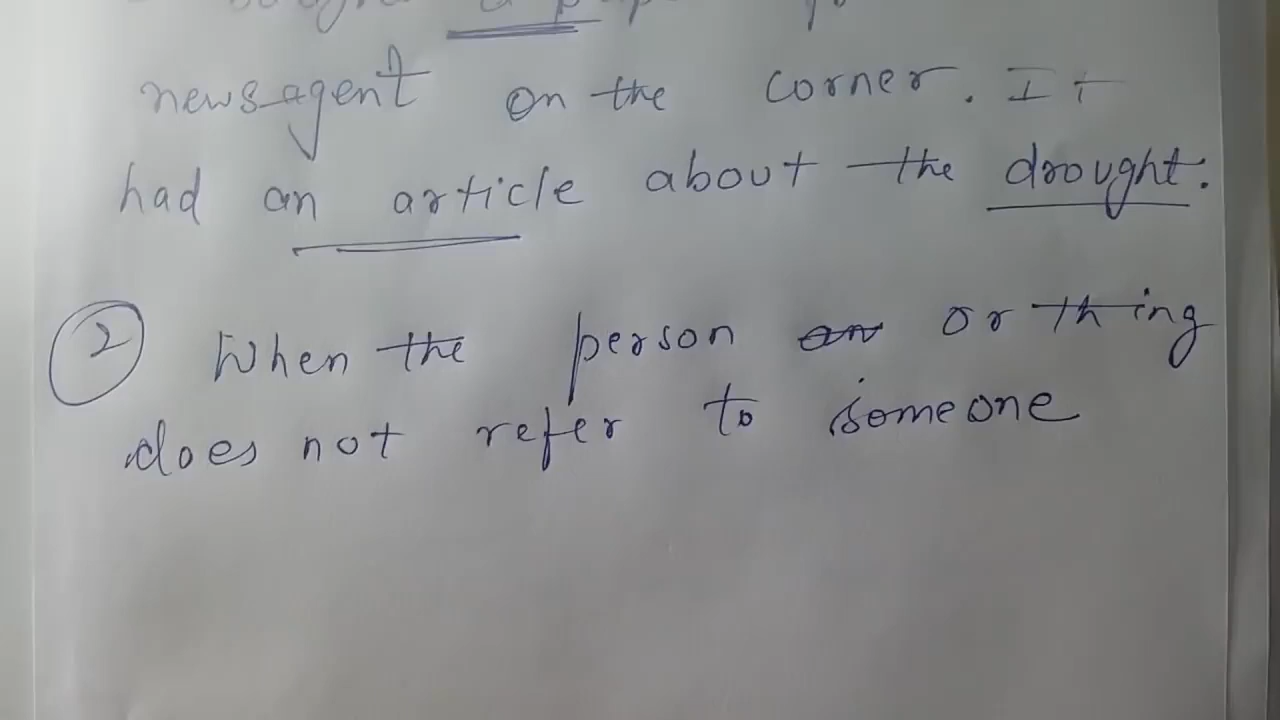 a
newsagent on the corner. It
had an article about the drought.
2 When the person or thing
does not refer to someone